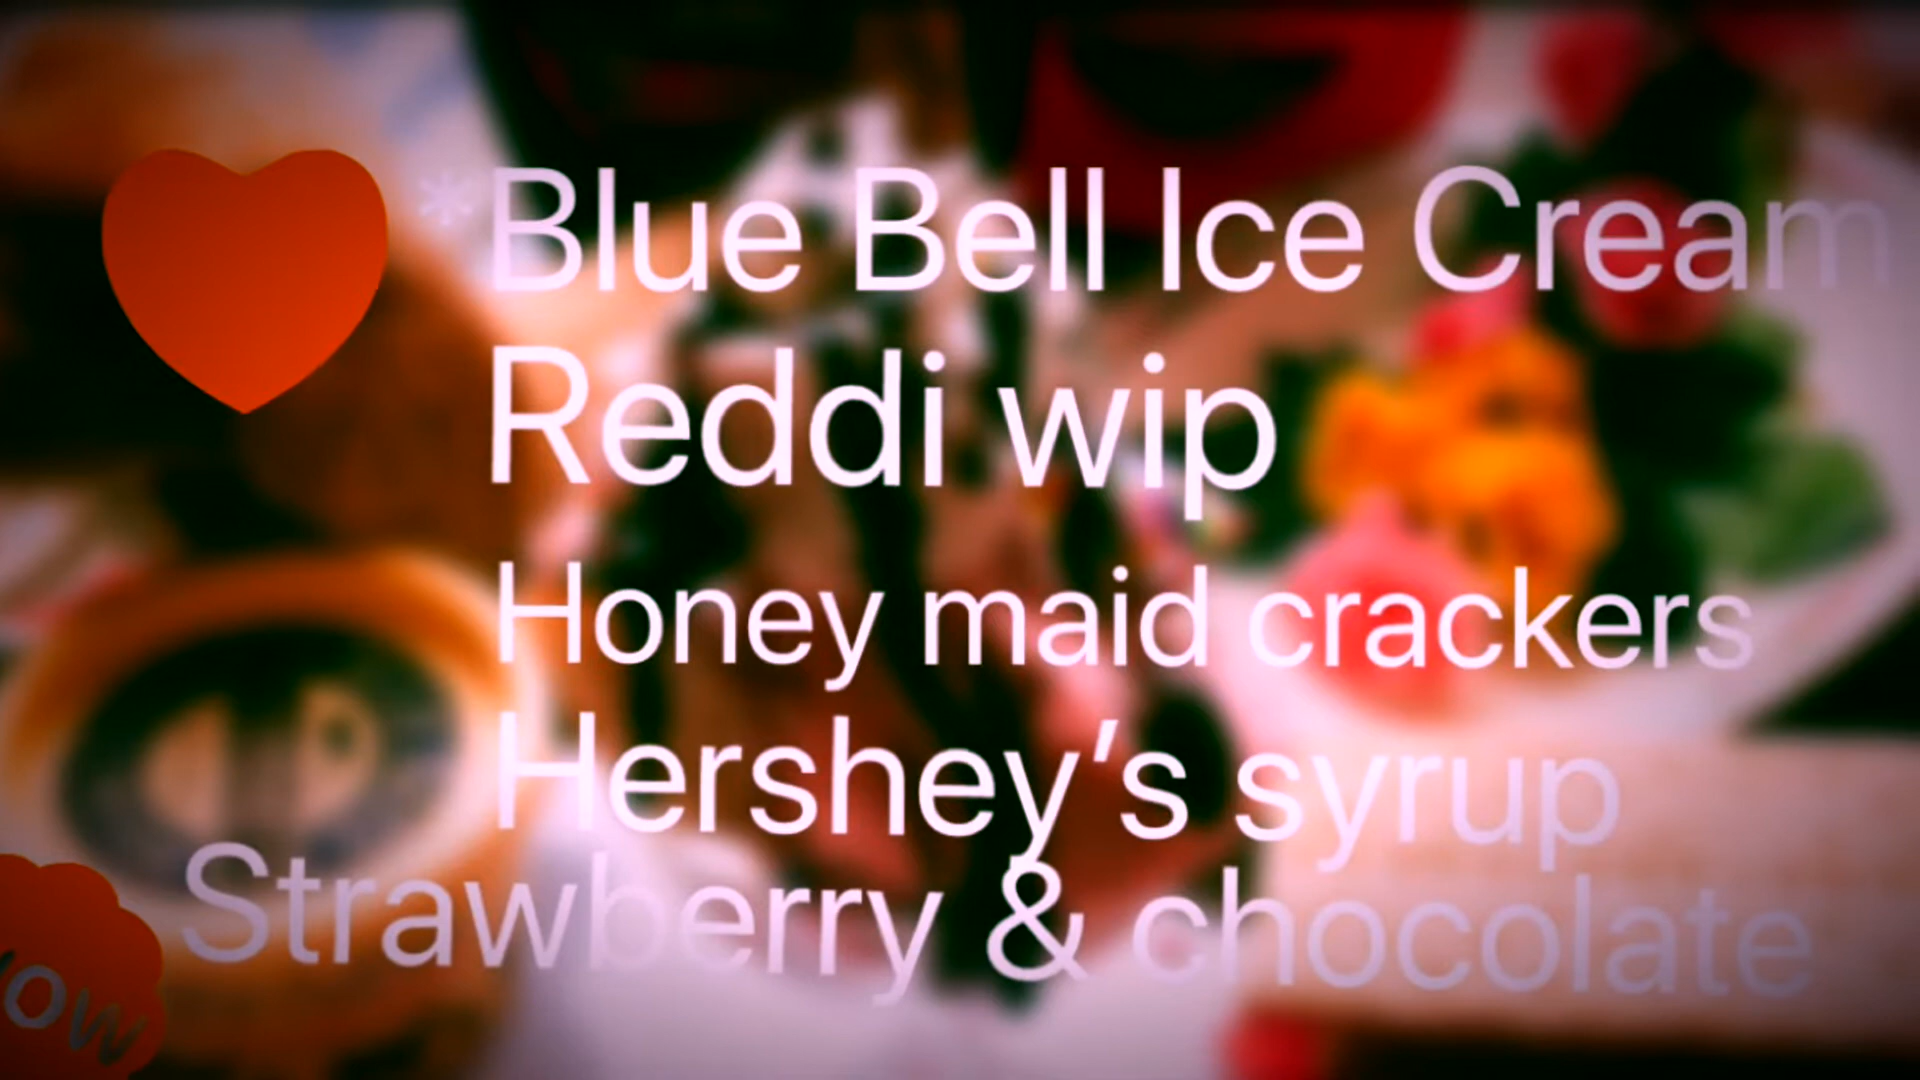 *Blue Bell Ice Cream
Reddi wip
Honey maid crackers
Hershey's syrup
Strawberry & chocolate